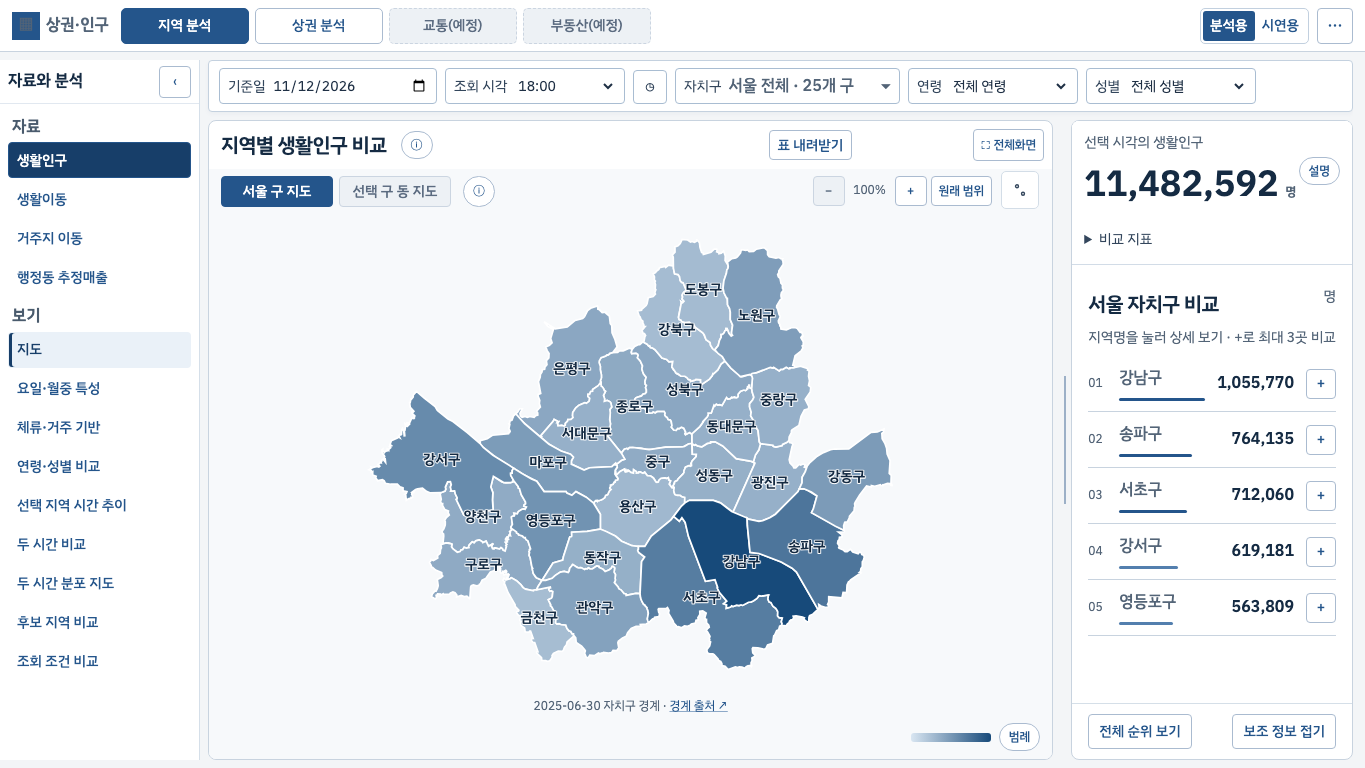 상권·인구
지역 분석
상권 분석
교통(예정)
부동산(예정)
분석용
시연용
⋯
자료와 분석
‹
자료
생활인구
생활이동
거주지 이동
행정동 추정매출
보기
지도
요일·월중 특성
체류·거주 기반
연령·성별 비교
선택 지역 시간 추이
두 시간 비교
두 시간 분포 지도
후보 지역 비교
조회 조건 비교
기준일 11/12/2026
조회 시각 18:00
자치구 서울 전체 · 25개 구
연령 전체 연령
성별 전체 성별
지역별 생활인구 비교
ⓘ
표 내려받기
⛶ 전체화면
서울 구 지도
선택 구 동 지도
ⓘ
−
100%
+
원래 범위
도봉구
노원구
강북구
은평구
성북구
종로구
중랑구
동대문구
서대문구
강서구
마포구
중구
성동구
광진구
강동구
용산구
양천구
영등포구
송파구
동작구
구로구
강남구
서초구
관악구
금천구
2025-06-30 자치구 경계 · 경계 출처 ↗
범례
선택 시각의 생활인구
11,482,592 명
설명
▶ 비교 지표
서울 자치구 비교
명
지역명을 눌러 상세 보기 · +로 최대 3곳 비교
01 강남구 1,055,770 +
02 송파구 764,135 +
03 서초구 712,060 +
04 강서구 619,181 +
05 영등포구 563,809 +
전체 순위 보기
보조 정보 접기